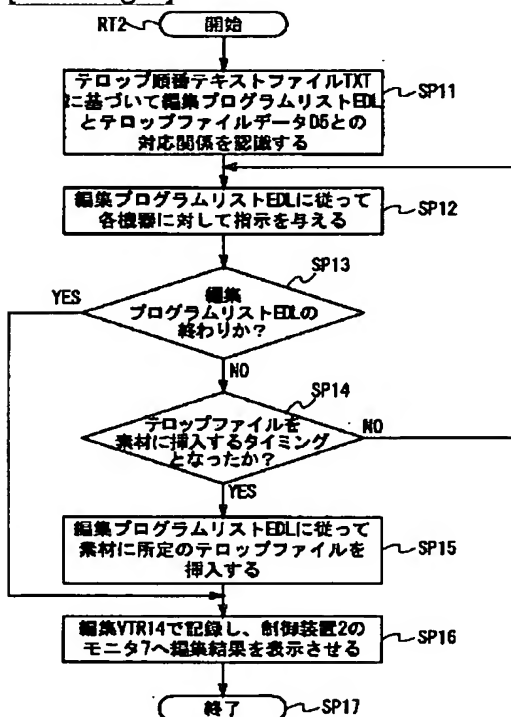 RT2
開始
テロップ順番テキストファイルTXT
に基づいて編集プログラムリストEDL
とテロップファイルデータD5との
対応関係を認識する
SP11
編集プログラムリストEDLに従って
各機器に対して指示を与える
SP12
SP13
YES
編集
プログラムリストEDLの
終わりか?
NO
SP14
テロップファイルを
素材に挿入するタイミング
となったか?
NO
YES
編集プログラムリストEDLに従って
素材に所定のテロップファイルを
挿入する
SP15
編集VTR14で記録し、制御装置2の
モニタ7へ編集結果を表示させる
SP16
終了
SP17